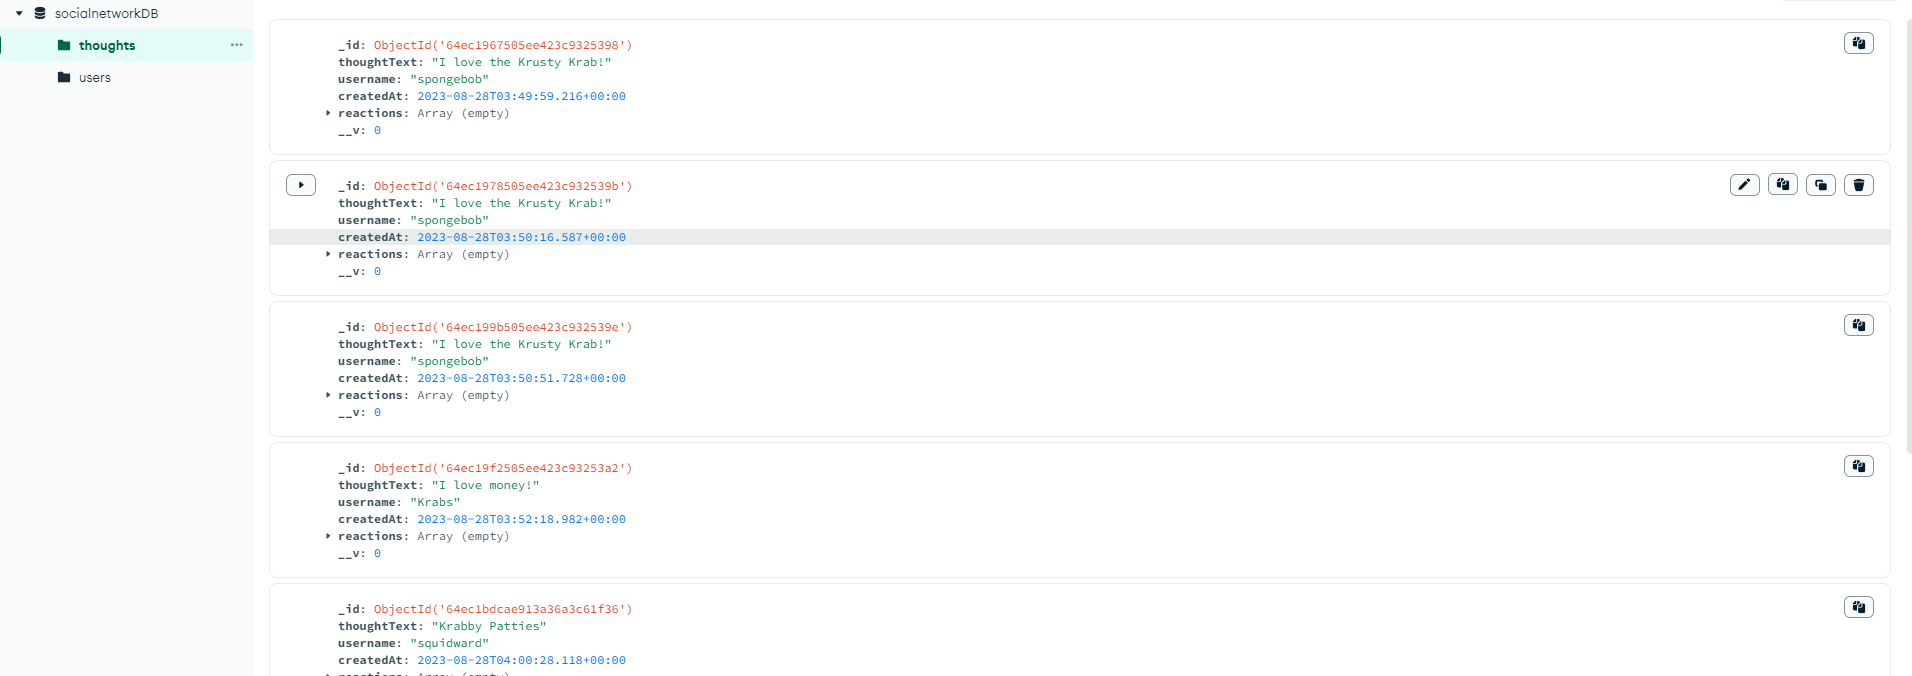 socialnetworkDB
thoughts
users
_id: ObjectId('64ec1967505ee423c9325398')
thoughtText: "I love the Krusty Krab!"
username: "spongebob"
createdAt: 2023-08-28T03:49:59.216+00:00
reactions: Array (empty)
__v: 0
_id: ObjectId('64ec1978505ee423c932539b')
thoughtText: "I love the Krusty Krab!"
username: "spongebob"
createdAt: 2023-08-28T03:50:16.587+00:00
reactions: Array (empty)
__v: 0
_id: ObjectId('64ec199b505ee423c932539e')
thoughtText: "I love the Krusty Krab!"
username: "spongebob"
createdAt: 2023-08-28T03:50:51.728+00:00
reactions: Array (empty)
__v: 0
_id: ObjectId('64ec19f2505ee423c93253a2')
thoughtText: "I love money!"
username: "Krabs"
createdAt: 2023-08-28T03:52:18.982+00:00
reactions: Array (empty)
__v: 0
_id: ObjectId('64ec1bdcae913a36a3c61f36')
thoughtText: "Krabby Patties"
username: "squidward"
createdAt: 2023-08-28T04:00:28.118+00:00
reactions: Array (empty)